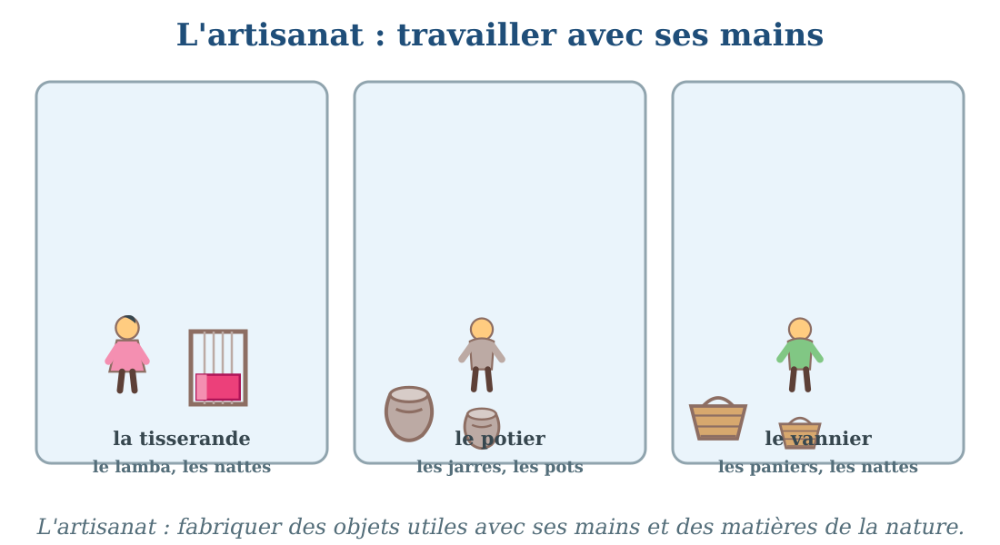 L'artisanat : travailler avec ses mains
la tisserande
le lamba, les nattes
le potier
les jarres, les pots
le vannier
les paniers, les nattes
L'artisanat : fabriquer des objets utiles avec ses mains et des matières de la nature.